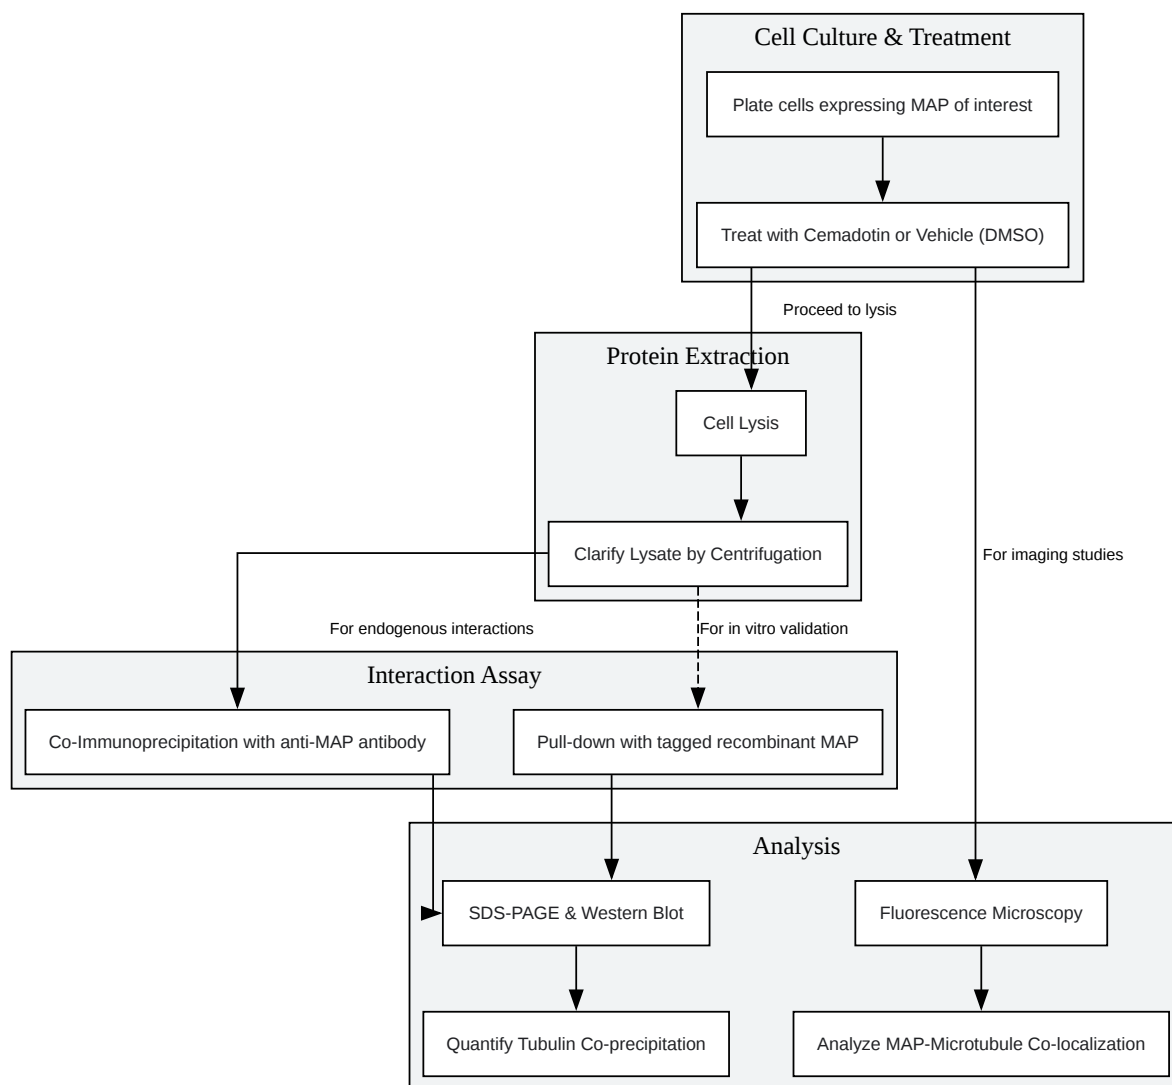 Cell Culture & Treatment
Plate cells expressing MAP of interest
Treat with Cemadotin or Vehicle (DMSO)
Proceed to lysis
Protein Extraction
Cell Lysis
Clarify Lysate by Centrifugation
For imaging studies
For endogenous interactions
For in vitro validation
Interaction Assay
Co-Immunoprecipitation with anti-MAP antibody
Pull-down with tagged recombinant MAP
Analysis
SDS-PAGE & Western Blot
Fluorescence Microscopy
Quantify Tubulin Co-precipitation
Analyze MAP-Microtubule Co-localization